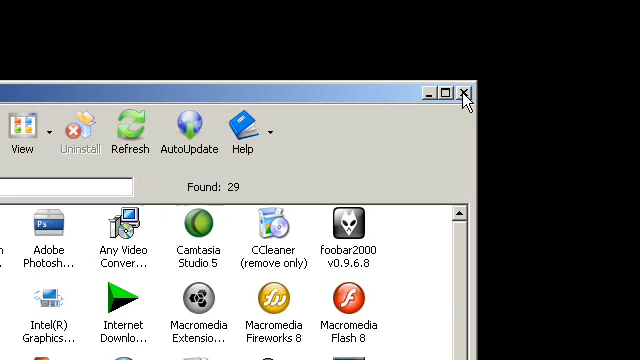 View
Uninstall
Refresh
AutoUpdate
Help
Found: 29
Ps
Adobe
Photosh...
Any Video
Conver...
Camtasia
Studio 5
CCleaner
(remove only)
foobar2000
v0.9.6.8
Intel(R)
Graphics...
Internet
Downlo...
Macromedia
Extensio...
Macromedia
Fireworks 8
Macromedia
Flash 8